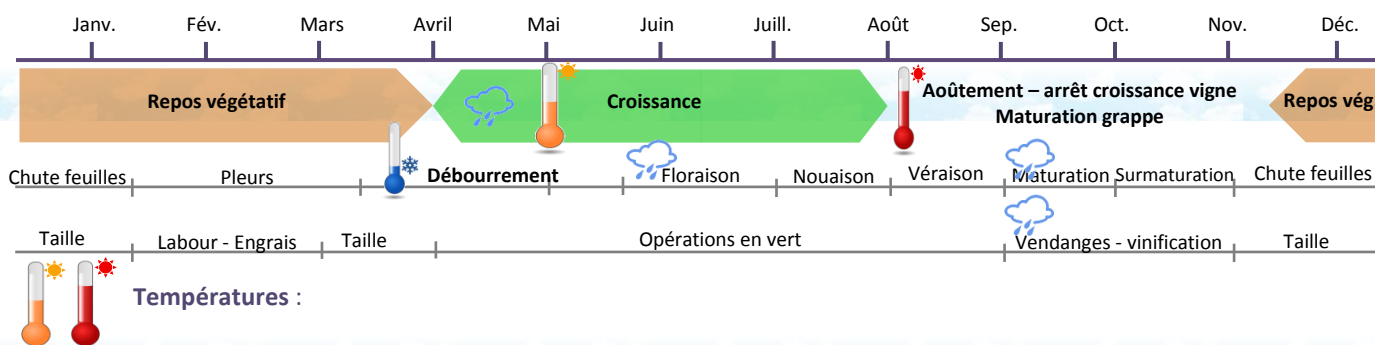 Janv. Fév. Mars Avril Mai Juin Juill. Août Sep. Oct. Nov. Déc.
Repos végétatif
Croissance
Aoûtement – arrêt croissance vigne
Maturation grappe
Repos vég
Chute feuilles Pleurs Débourrement Floraison Nouaison Véraison Maturation Surmaturation Chute feuilles
Taille Labour - Engrais Taille Opérations en vert Vendanges - vinification Taille
Températures :